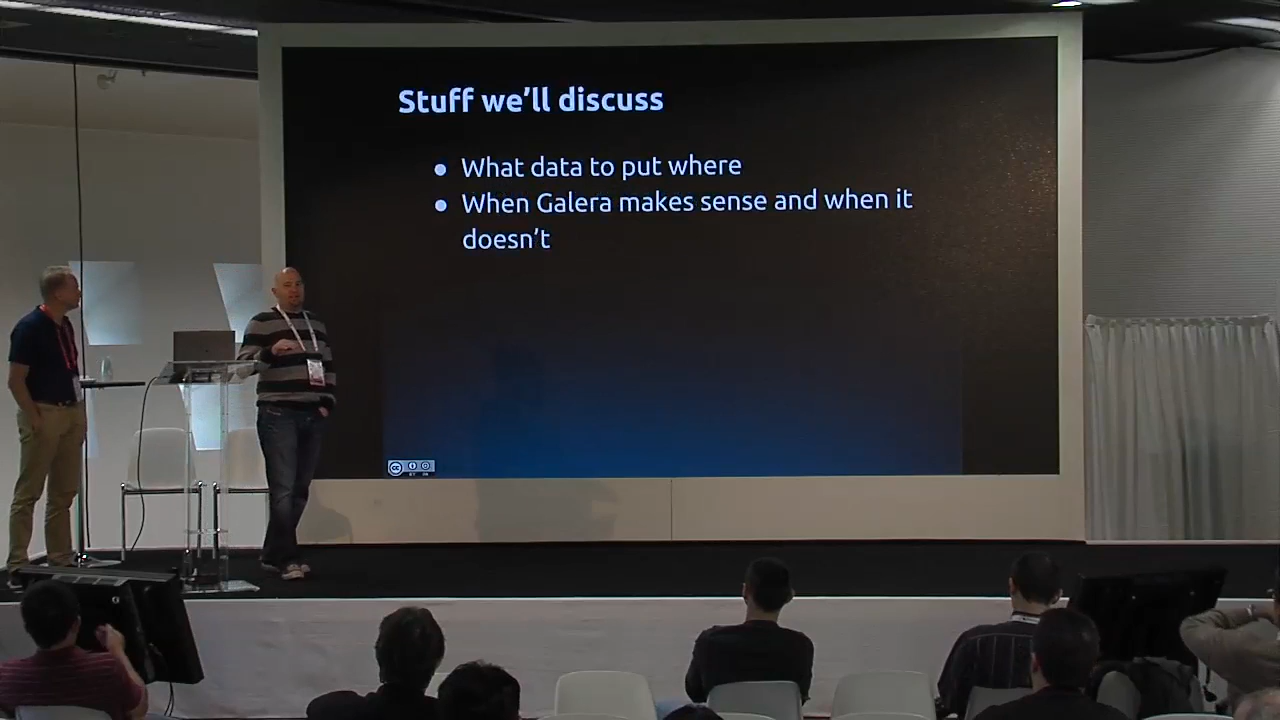 Stuff we'll discuss
● What data to put where
● When Galera makes sense and when it
doesn't